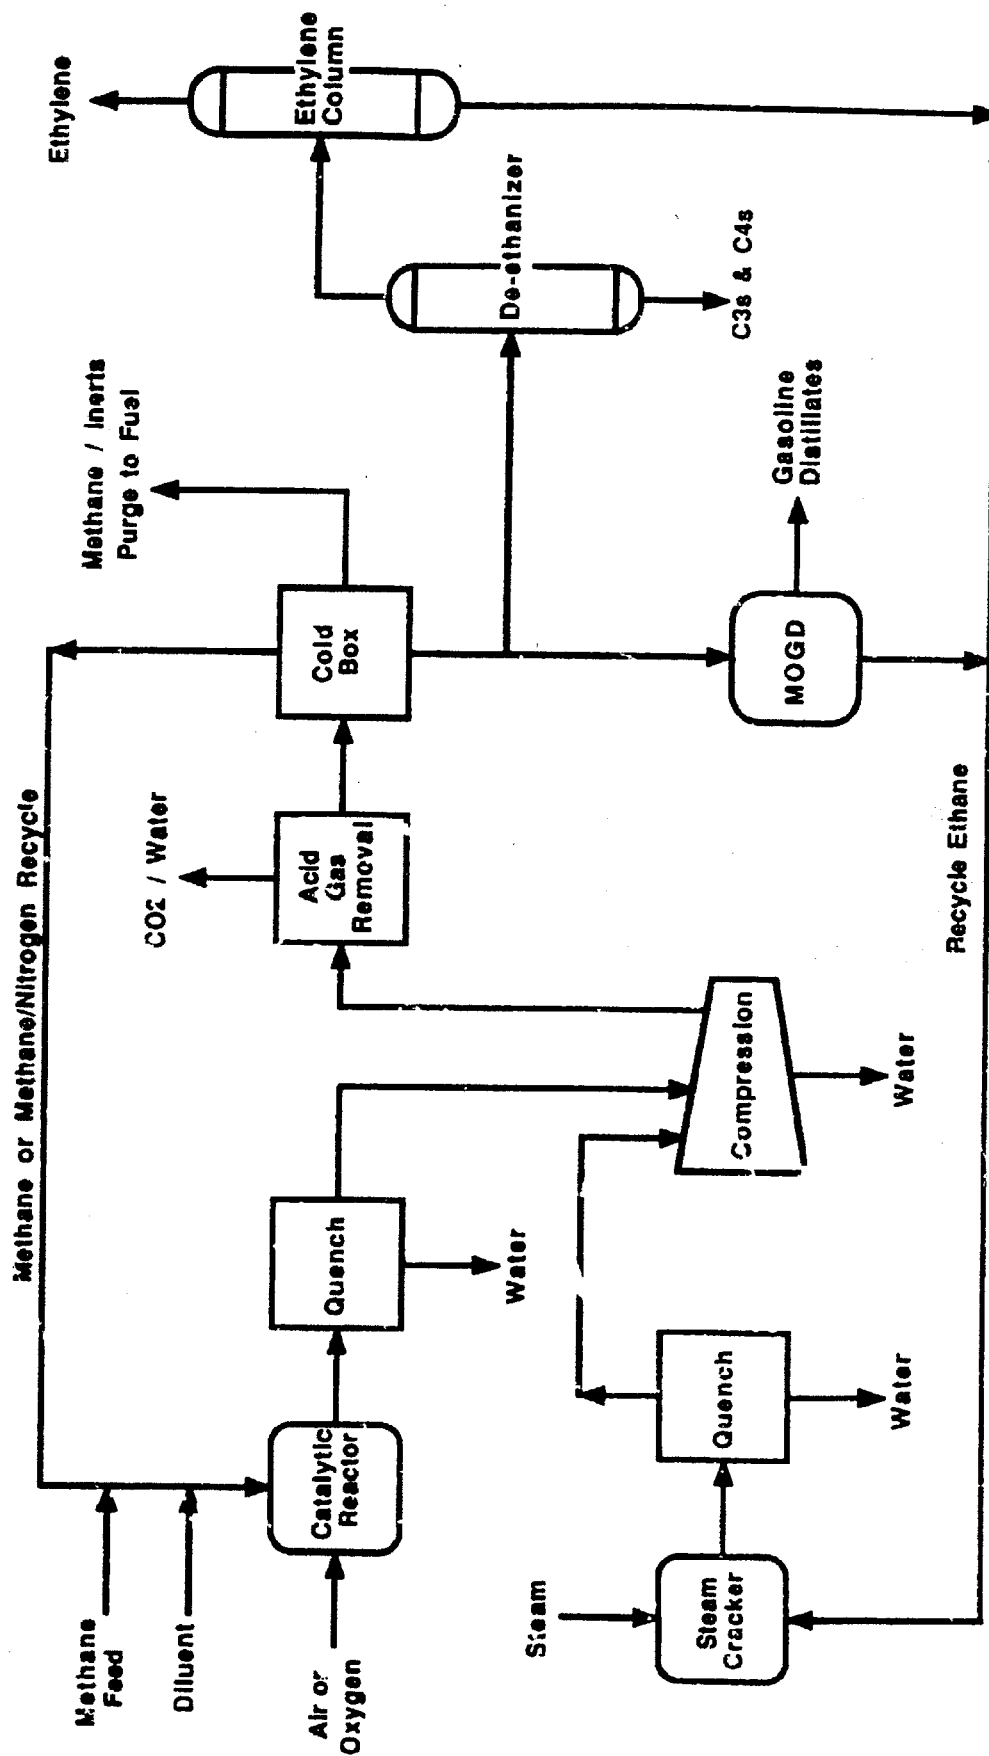 Methane
Feed
Diluent
Air or
Oxygen
Methane or Methane/Nitrogen Recycle
Catalytic
Reactor
Quench
Water
CO2 / Water
Acid
Gas
Removal
Cold
Box
Methane / Inerts
Purge to Fuel
Ethylene
Ethylene
Column
De-ethanizer
C3s & C4s
Steam
Steam
Cracker
Quench
Water
Compression
Water
MOGD
Gasoline
Distillates
Recycle Ethane